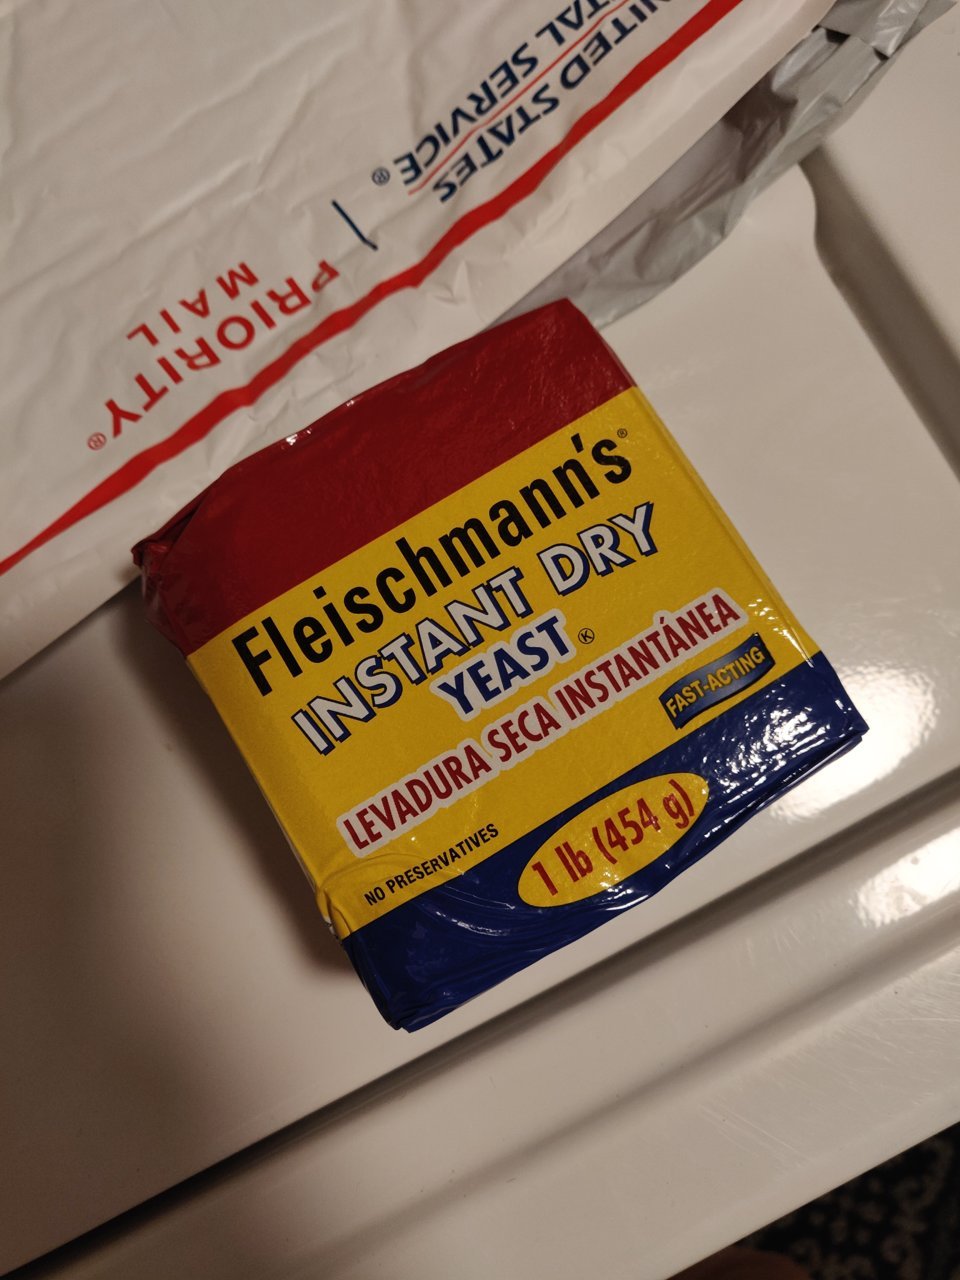 UNITED STATES
POSTAL SERVICE®
PRIORITY®
MAIL
Fleischmann's®
INSTANT DRY
YEAST K
LEVADURA SECA INSTANTÁNEA
FAST-ACTING
NO PRESERVATIVES
1 lb (454 g)